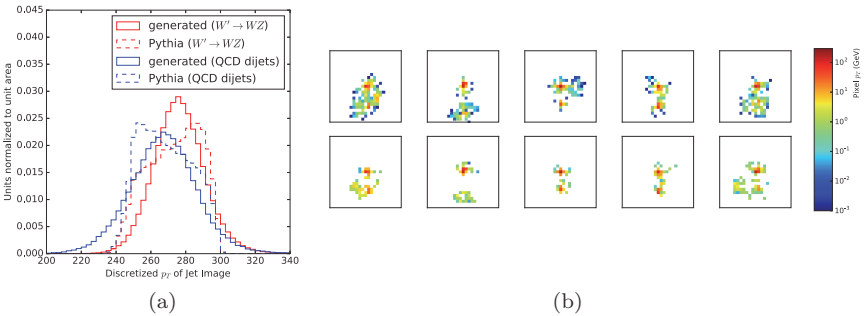 0.045
0.040
0.035
0.030
0.025
0.020
0.015
0.010
0.005
0.000
Units normalized to unit area
generated (W′ → WZ)
Pythia (W′ → WZ)
generated (QCD dijets)
Pythia (QCD dijets)
200 220 240 260 280 300 320 340
Discretized pT of Jet Image
(a)
10²
10¹
10⁰
10⁻¹
10⁻²
10⁻³
Pixel pT (GeV)
(b)